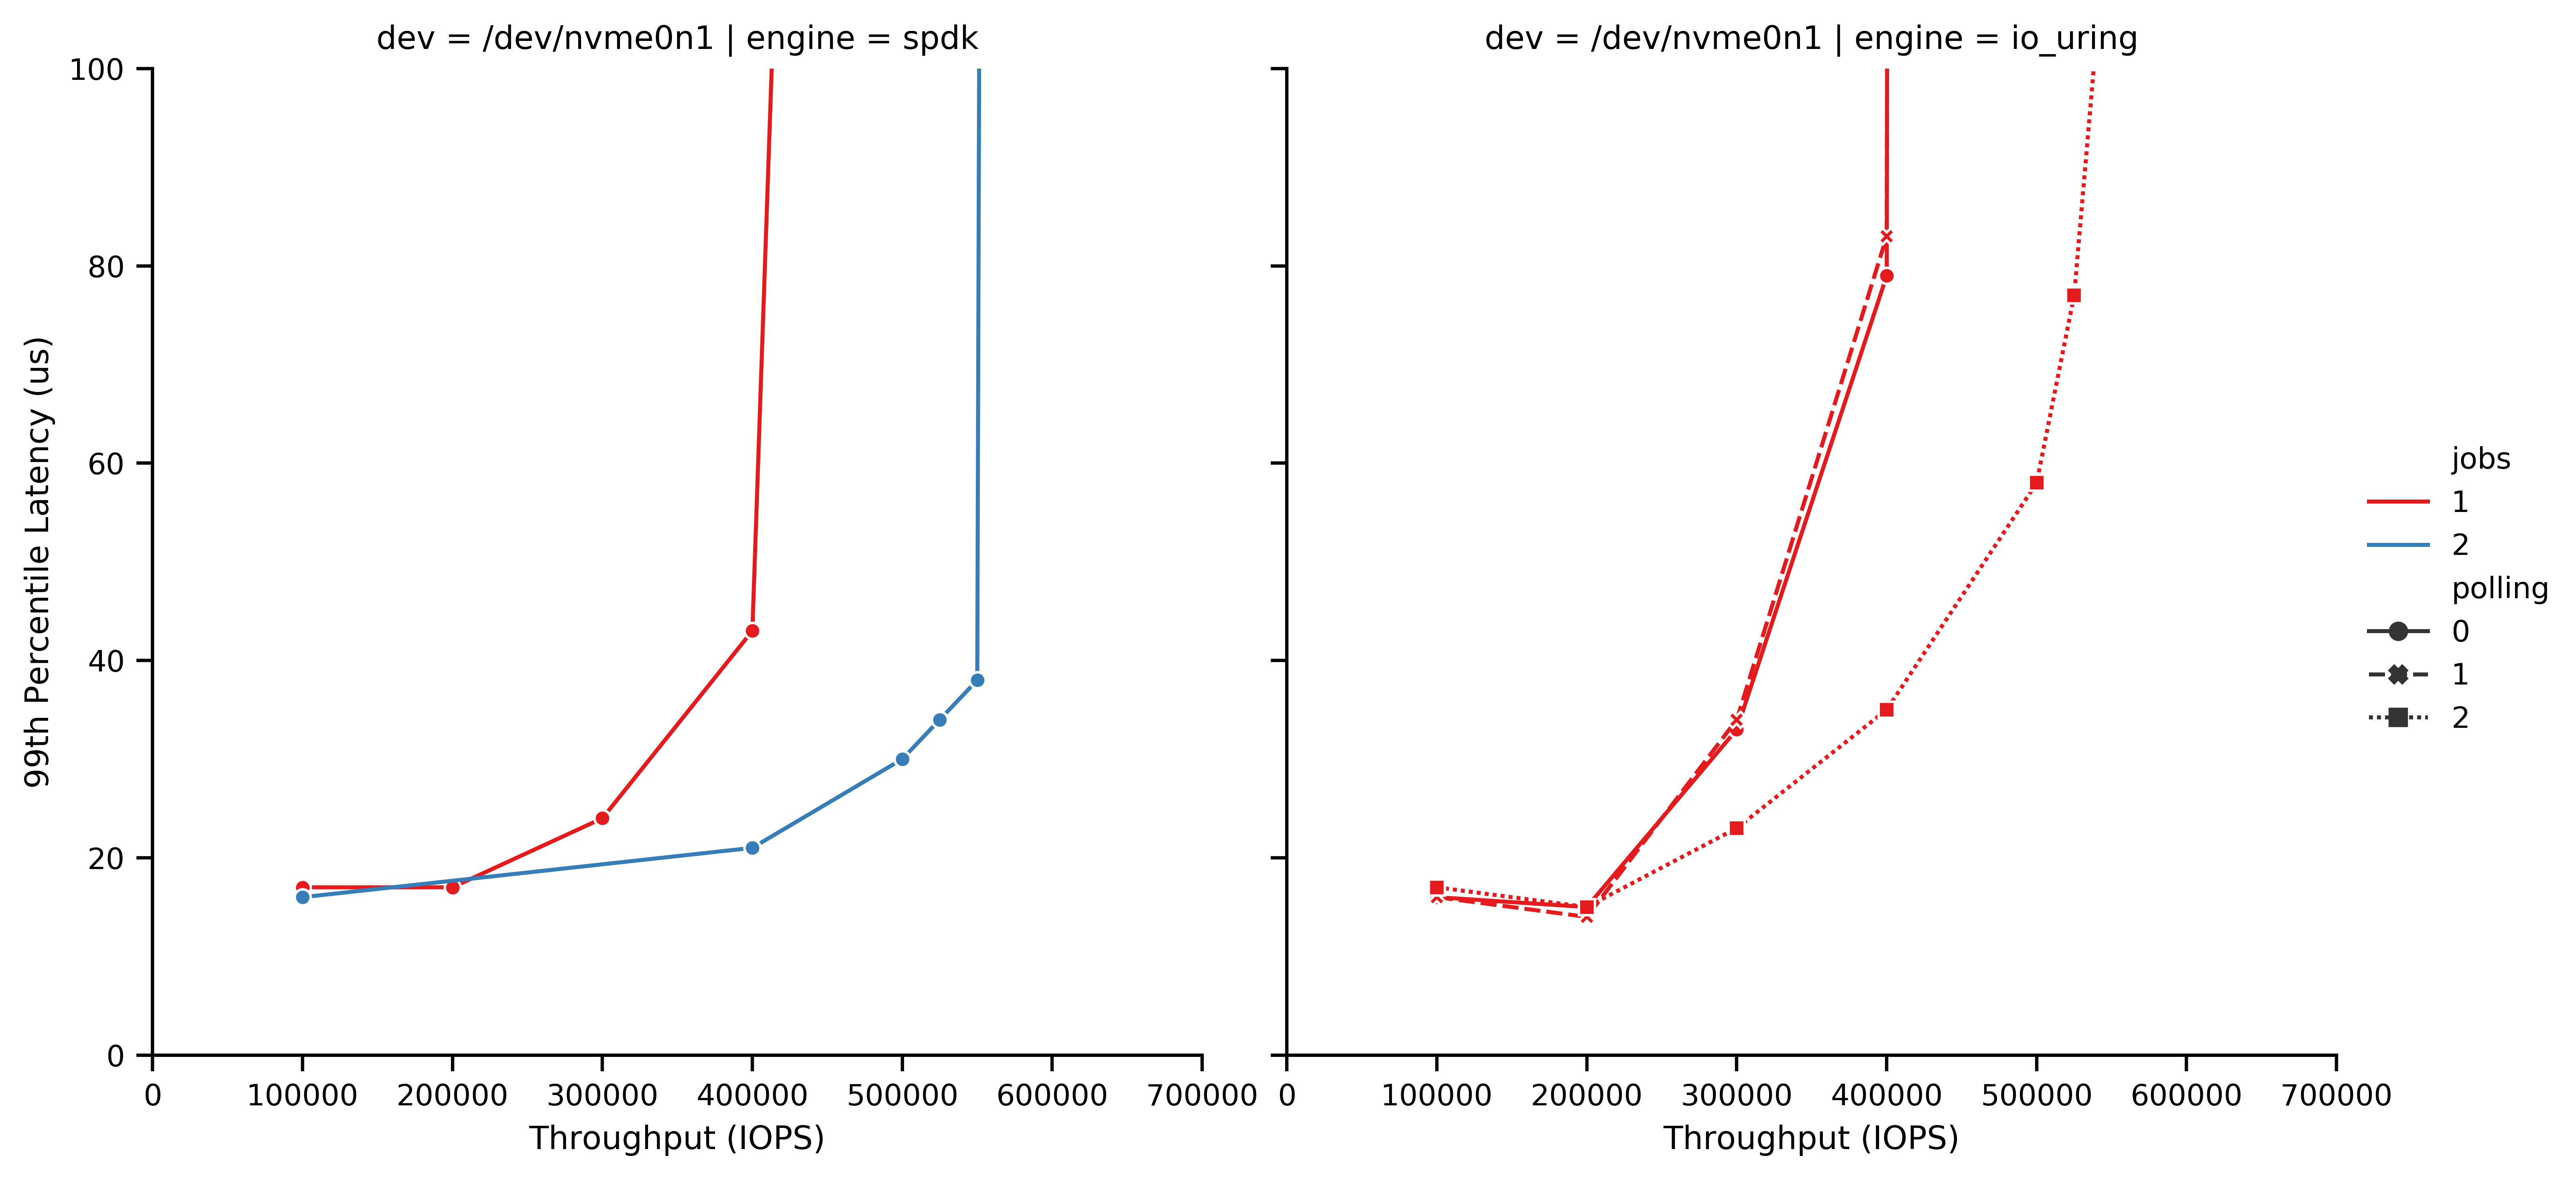 dev = /dev/nvme0n1 | engine = spdk
dev = /dev/nvme0n1 | engine = io_uring
99th Percentile Latency (us)
100
80
60
40
20
0
0 100000 200000 300000 400000 500000 600000 700000
Throughput (IOPS)
0 100000 200000 300000 400000 500000 600000 700000
Throughput (IOPS)
jobs
1
2
polling
0
1
2